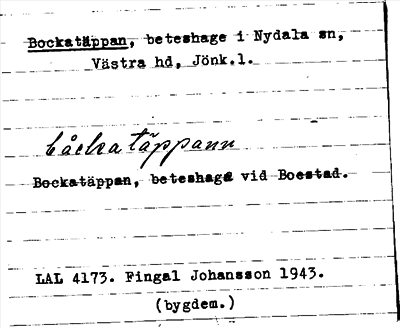 Bockatäppan, beteshage i Nydala sn,
Västra hd, Jönk.l.
båckatäppann
Bockatäppan, beteshage vid Boestad.
LAL 4173. Fingal Johansson 1943.
(bygdem.)